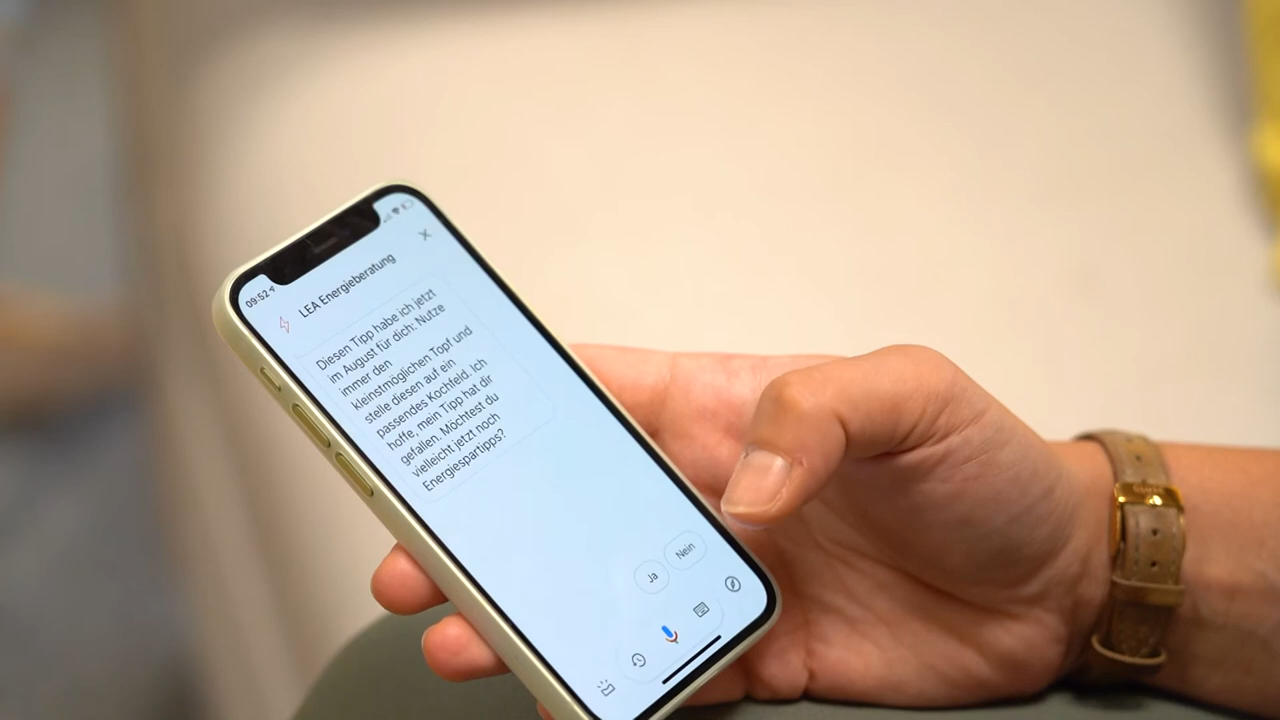 09:52
LEA Energieberatung
Diesen Tipp habe ich jetzt
im August für dich: Nutze
immer den
kleinstmöglichen Topf und
stelle diesen auf ein
passendes Kochfeld. Ich
hoffe, mein Tipp hat dir
gefallen. Möchtest du
vielleicht jetzt noch
Energiespartipps?
Ja
Nein